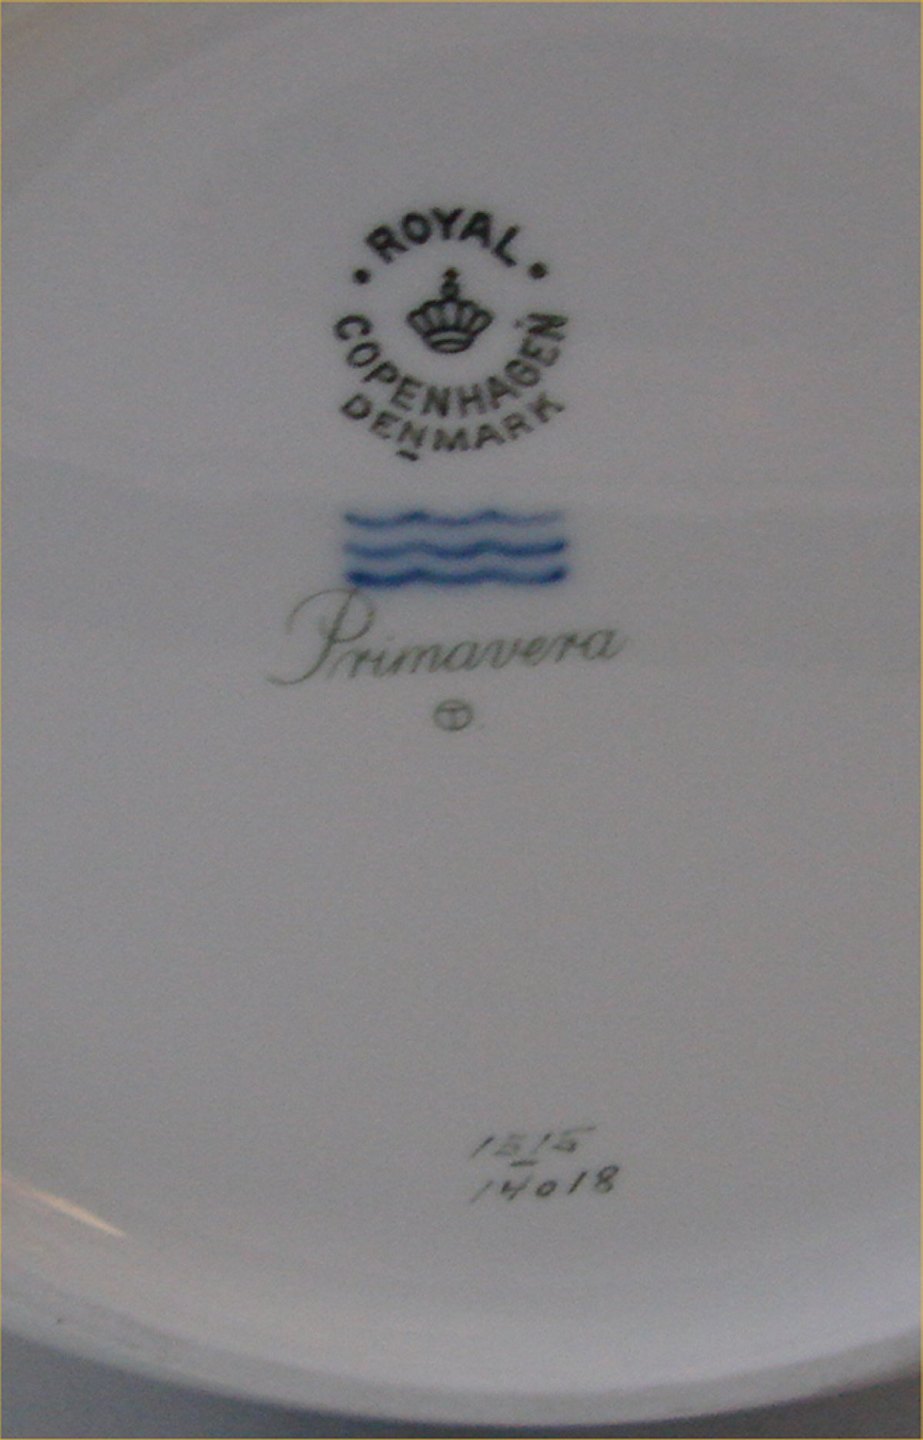 • ROYAL •
COPENHAGEN
DENMARK
Primavera
T
1515
14018